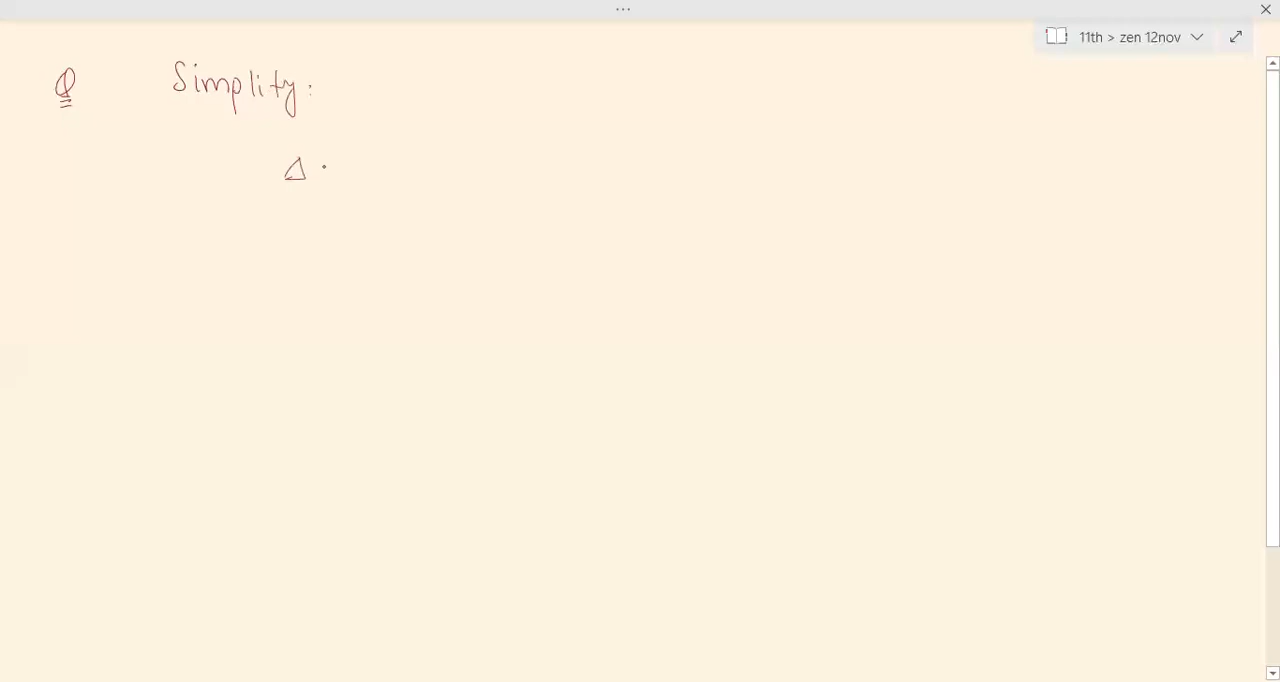 ...
11th > zen 12nov
Q Simplify:
Δ .